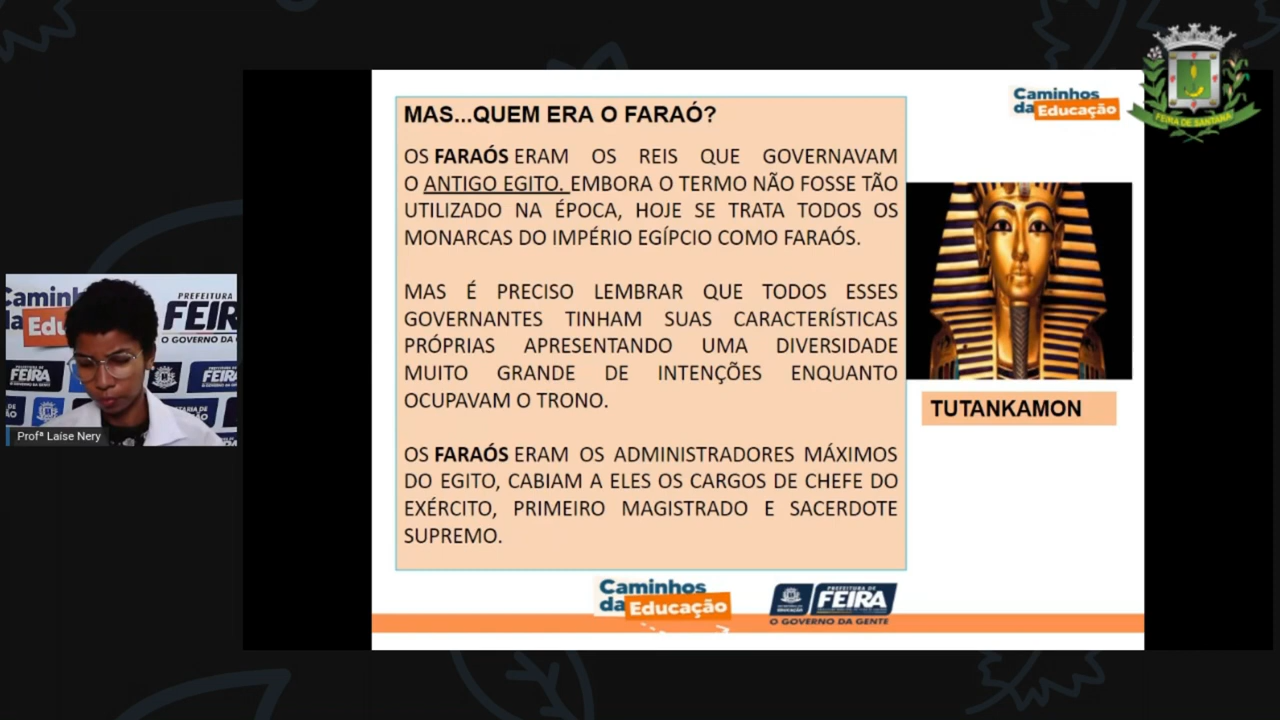 MAS...QUEM ERA O FARAÓ?
OS FARAÓS ERAM OS REIS QUE GOVERNAVAM
O ANTIGO EGITO. EMBORA O TERMO NÃO FOSSE TÃO
UTILIZADO NA ÉPOCA, HOJE SE TRATA TODOS OS
MONARCAS DO IMPÉRIO EGÍPCIO COMO FARAÓS.
MAS É PRECISO LEMBRAR QUE TODOS ESSES
GOVERNANTES TINHAM SUAS CARACTERÍSTICAS
PRÓPRIAS APRESENTANDO UMA DIVERSIDADE
MUITO GRANDE DE INTENÇÕES ENQUANTO
OCUPAVAM O TRONO.
OS FARAÓS ERAM OS ADMINISTRADORES MÁXIMOS
DO EGITO, CABIAM A ELES OS CARGOS DE CHEFE DO
EXÉRCITO, PRIMEIRO MAGISTRADO E SACERDOTE
SUPREMO.
Caminhos
da Educação
FEIRA DE SANTANA
TUTANKAMON
Caminhos
da Educação
PREFEITURA DE
FEIRA
O GOVERNO DA GENTE
PREFEITURA
FEIR
O GOVERNO DA
FEIRA
Profª Laíse Nery